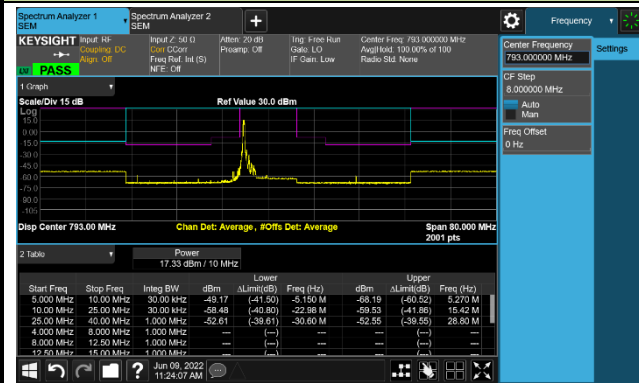 Spectrum Analyzer 1
SEM
Spectrum Analyzer 2
SEM
+
Frequency
KEYSIGHT
Input: RF
Coupling: DC
Align: Off
Input Z: 50 Ω
Corr CCorr
Freq Ref: Int (S)
NFE: Off
Atten: 20 dB
Preamp: Off
Trig: Free Run
Gate: LO
IF Gain: Low
Center Freq: 793.000000 MHz
Avg|Hold: 100.00% of 100
Radio Std: None
PASS
Center Frequency
793.000000 MHz
Settings
CF Step
8.000000 MHz
Auto
Man
Freq Offset
0 Hz
1 Graph
Scale/Div 15 dB
Ref Value 30.0 dBm
Log
15.0
0.00
-15.0
-30.0
-45.0
-60.0
-75.0
-90.0
-105
Disp Center 793.00 MHz
Chan Det: Average, #Offs Det: Average
Span 80.000 MHz
2001 pts
2 Table
Power
17.33 dBm / 10 MHz
Lower Upper
Start Freq Stop Freq Integ BW dBm ΔLimit(dB) Freq (Hz) dBm ΔLimit(dB) Freq (Hz)
5.000 MHz 10.00 MHz 30.00 kHz -49.17 (-41.50) -5.150 M -68.19 (-60.52) 5.270 M
10.00 MHz 25.00 MHz 30.00 MHz -58.48 (-40.80) -22.98 M -59.53 (-41.86) 15.42 M
25.00 MHz 40.00 MHz 1.000 MHz -52.61 (-39.61) -30.60 M -52.55 (-39.55) 28.80 M
4.000 MHz 8.000 MHz 1.000 MHz --- (---) --- --- (---) ---
8.000 MHz 12.50 MHz 1.000 MHz --- (---) --- --- (---) ---
12.50 MHz 15.00 MHz 1.000 MHz --- (---) --- --- (---) ---
?
Jun 09, 2022
11:24:07 AM